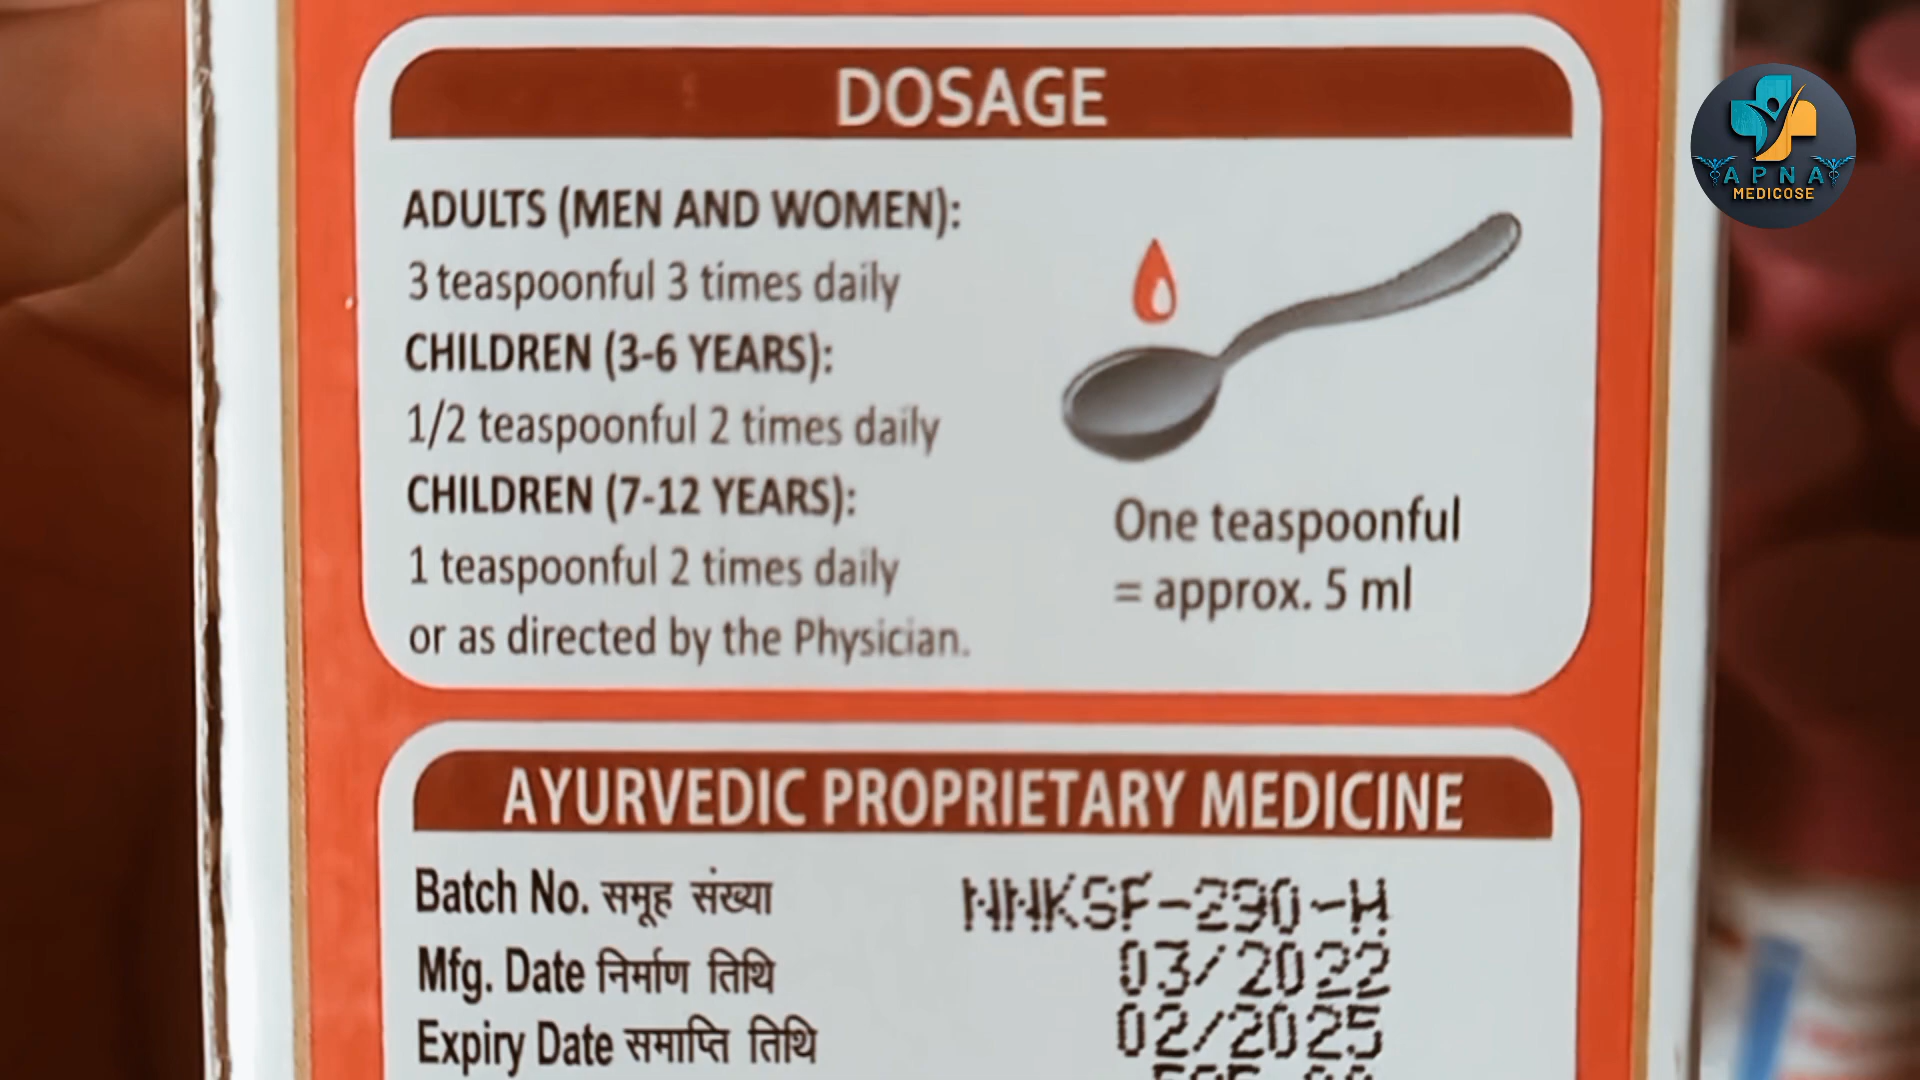 DOSAGE
APNA
MEDICOSE
ADULTS (MEN AND WOMEN):
3 teaspoonful 3 times daily
CHILDREN (3-6 YEARS):
1/2 teaspoonful 2 times daily
CHILDREN (7-12 YEARS):
1 teaspoonful 2 times daily
or as directed by the Physician.
One teaspoonful
= approx. 5 ml
AYURVEDIC PROPRIETARY MEDICINE
Batch No. समूह संख्या NNKSF-290-H
Mfg. Date निर्माण तिथि 03/2022
Expiry Date समाप्ति तिथि 02/2025